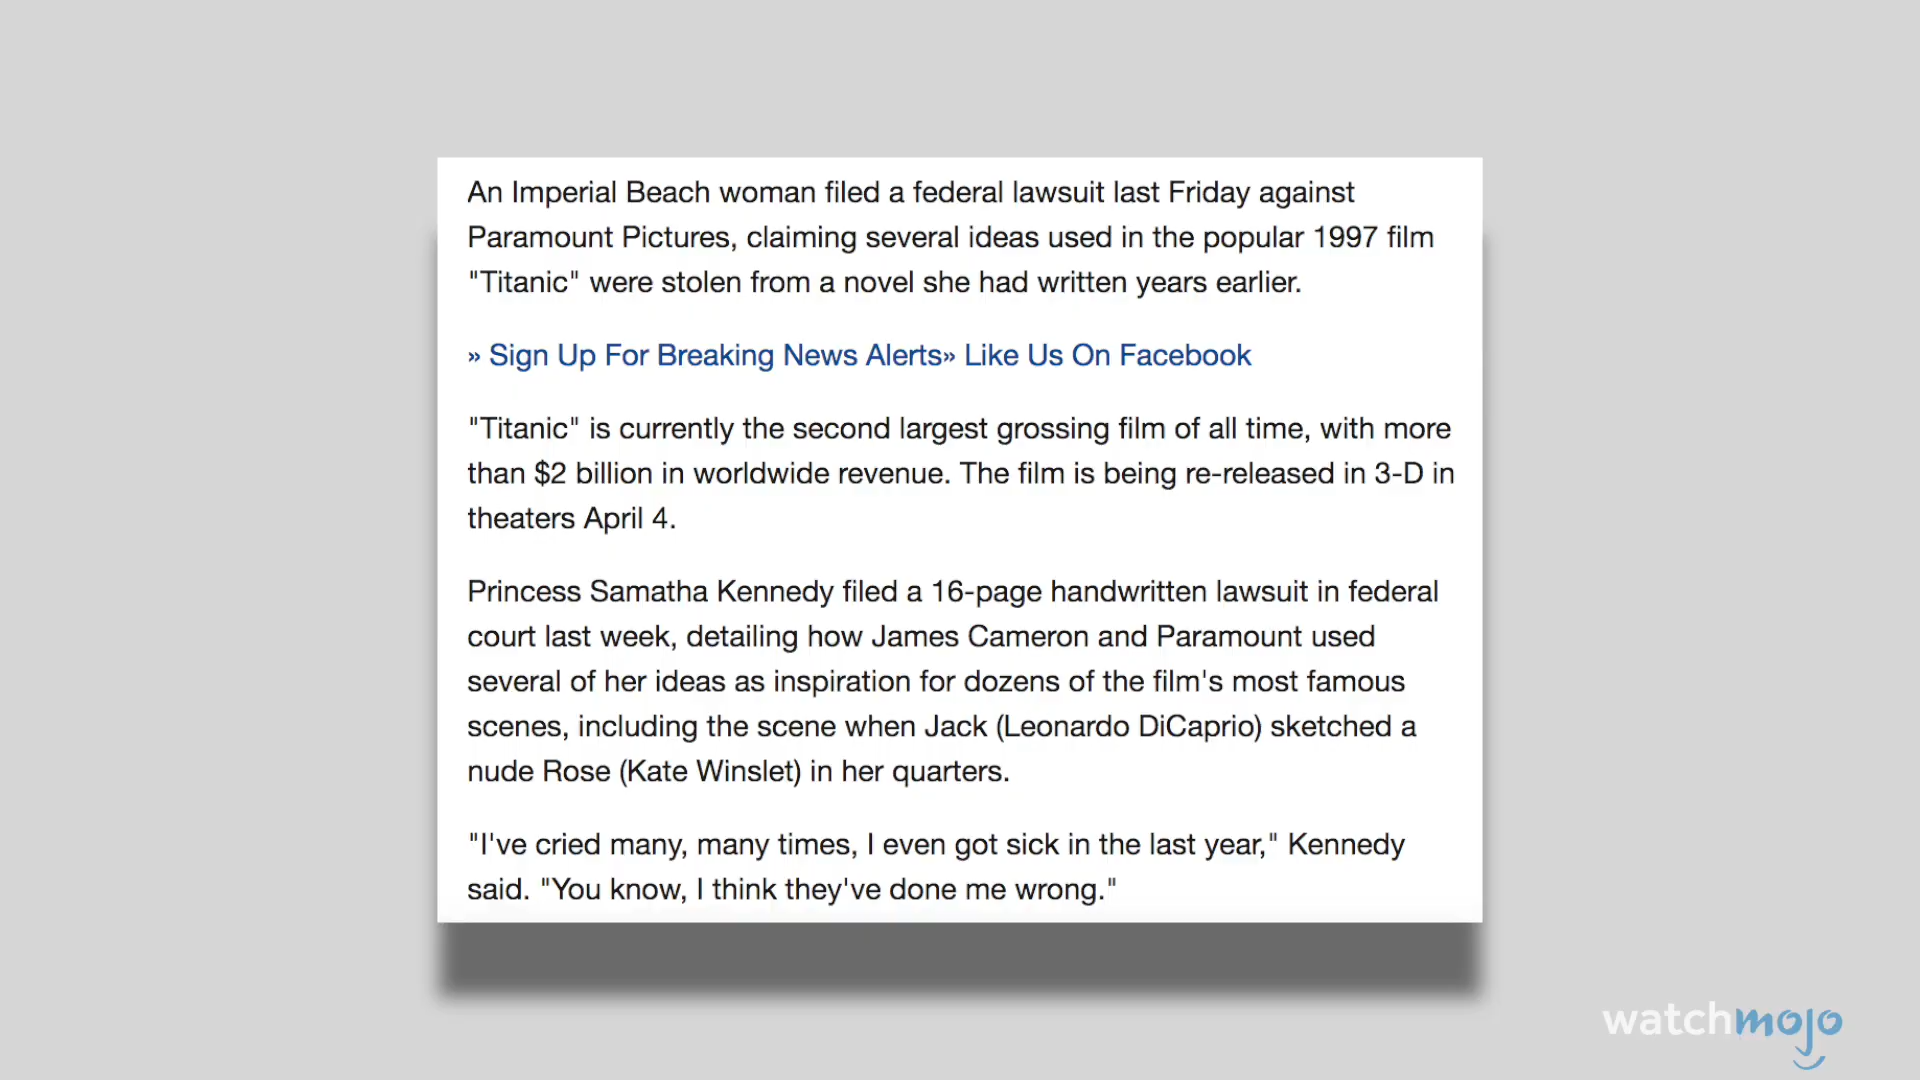 An Imperial Beach woman filed a federal lawsuit last Friday against
Paramount Pictures, claiming several ideas used in the popular 1997 film
"Titanic" were stolen from a novel she had written years earlier.
» Sign Up For Breaking News Alerts» Like Us On Facebook
"Titanic" is currently the second largest grossing film of all time, with more
than $2 billion in worldwide revenue. The film is being re-released in 3-D in
theaters April 4.
Princess Samatha Kennedy filed a 16-page handwritten lawsuit in federal
court last week, detailing how James Cameron and Paramount used
several of her ideas as inspiration for dozens of the film's most famous
scenes, including the scene when Jack (Leonardo DiCaprio) sketched a
nude Rose (Kate Winslet) in her quarters.
"I've cried many, many times, I even got sick in the last year," Kennedy
said. "You know, I think they've done me wrong."
watchmojo